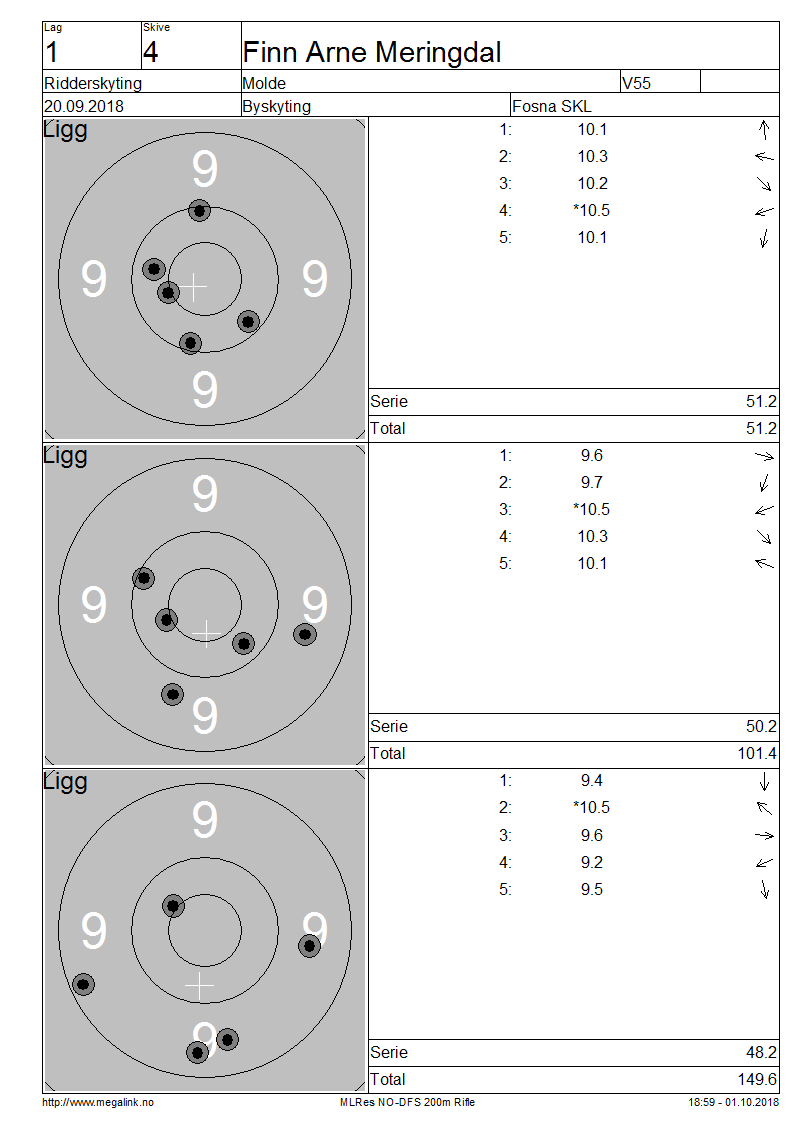 Lag Skive
1 4 Finn Arne Meringdal
Ridderskyting Molde V55
20.09.2018 Byskyting Fosna SKL
Ligg
9
9 9
9
1: 10.1
2: 10.3
3: 10.2
4: *10.5
5: 10.1
Serie 51.2
Total 51.2
Ligg
9
9 9
9
1: 9.6
2: 9.7
3: *10.5
4: 10.3
5: 10.1
Serie 50.2
Total 101.4
Ligg
9
9 9
9
1: 9.4
2: *10.5
3: 9.6
4: 9.2
5: 9.5
Serie 48.2
Total 149.6
http://www.megalink.no MLRes NO-DFS 200m Rifle 18:59 - 01.10.2018